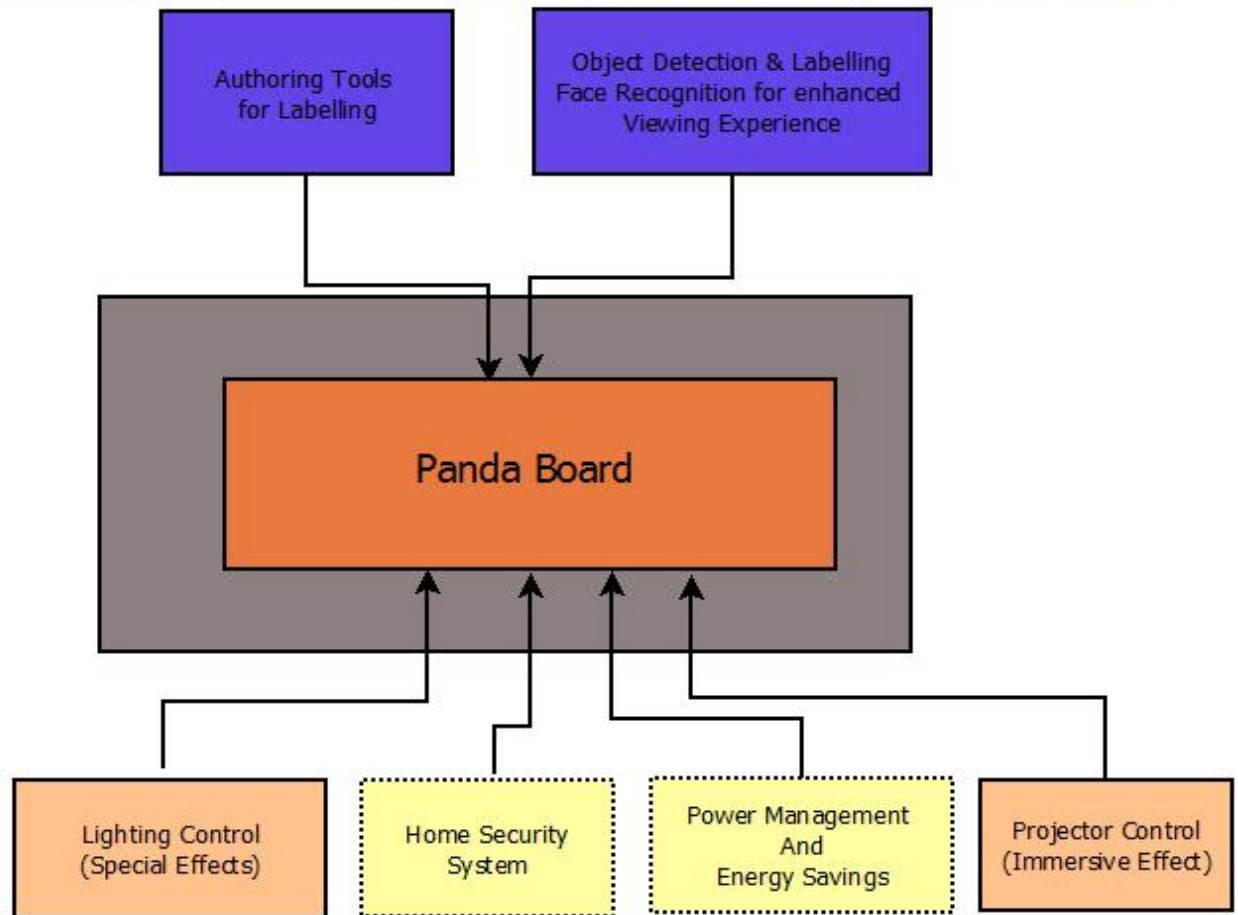 Authoring Tools
for Labelling
Object Detection & Labelling
Face Recognition for enhanced
Viewing Experience
Panda Board
Lighting Control
(Special Effects)
Home Security
System
Power Management
And
Energy Savings
Projector Control
(Immersive Effect)